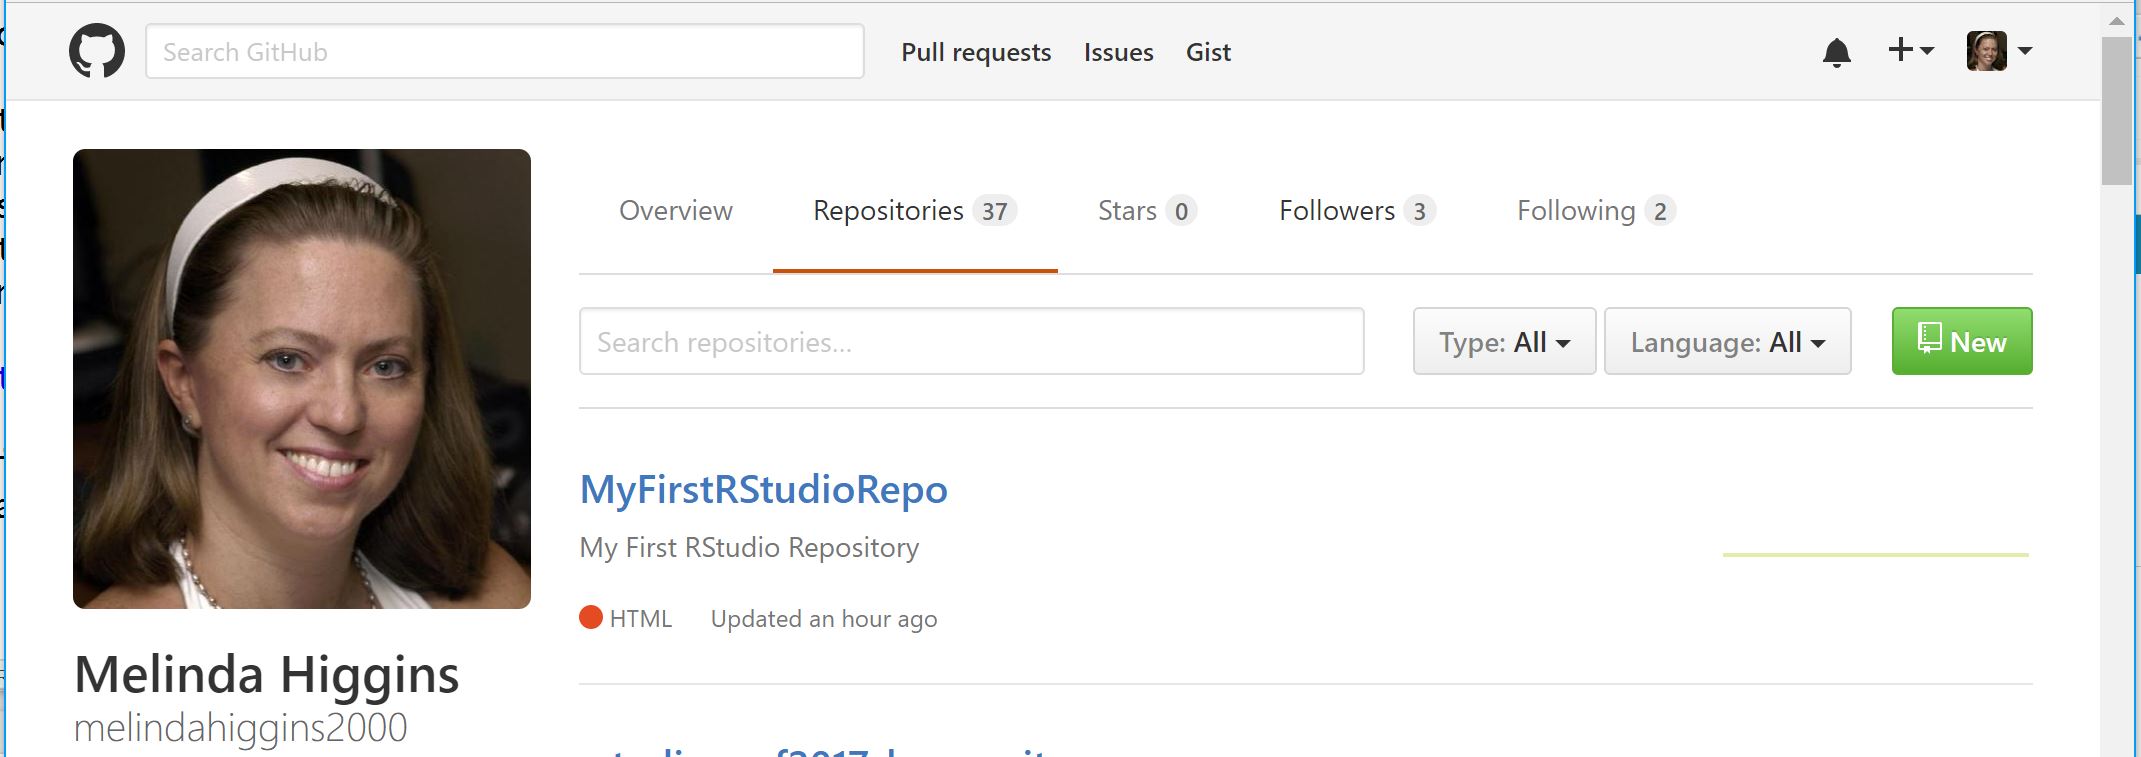 Search GitHub
Pull requests Issues Gist
Overview Repositories 37 Stars 0 Followers 3 Following 2
Search repositories... Type: All Language: All New
MyFirstRStudioRepo
My First RStudio Repository
HTML Updated an hour ago
Melinda Higgins
melindahiggins2000